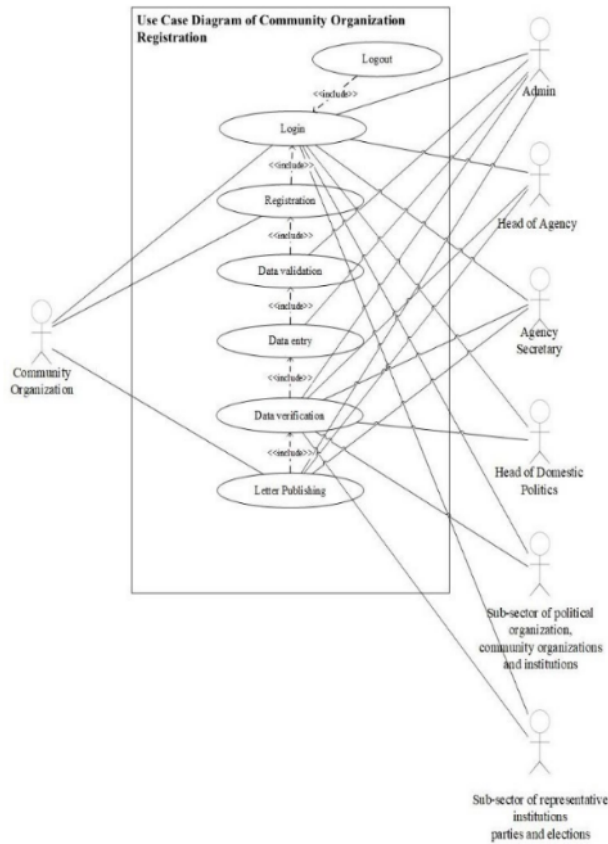 Use Case Diagram of Community Organization
Registration
Logout
<<include>>
Admin
Login
<<include>>
Registration
Head of Agency
<<include>>
Data validation
<<include>>
Data entry
Agency
Secretary
Community
Organization
<<include>>
Data verification
<<include>>
Head of Domestic
Politics
Letter Publishing
Sub-sector of political
organization,
community organizations
and institutions
Sub-sector of representative
institutions
parties and elections